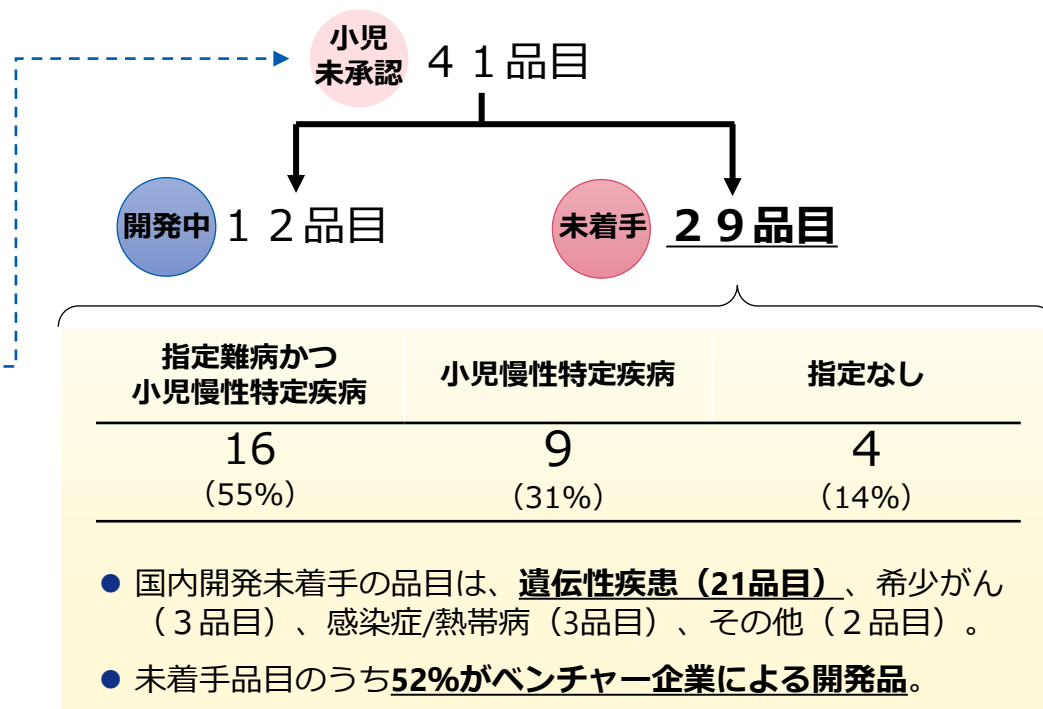 小児
未承認
４１品目
開発中
１２品目
未着手
２９品目
指定難病かつ
小児慢性特定疾病
小児慢性特定疾病
指定なし
16
9
4
（55%）
（31%）
（14%）
● 国内開発未着手の品目は、遺伝性疾患（21品目）、希少がん
（３品目）、感染症/熱帯病（3品目）、その他（２品目）。
● 未着手品目のうち52%がベンチャー企業による開発品。